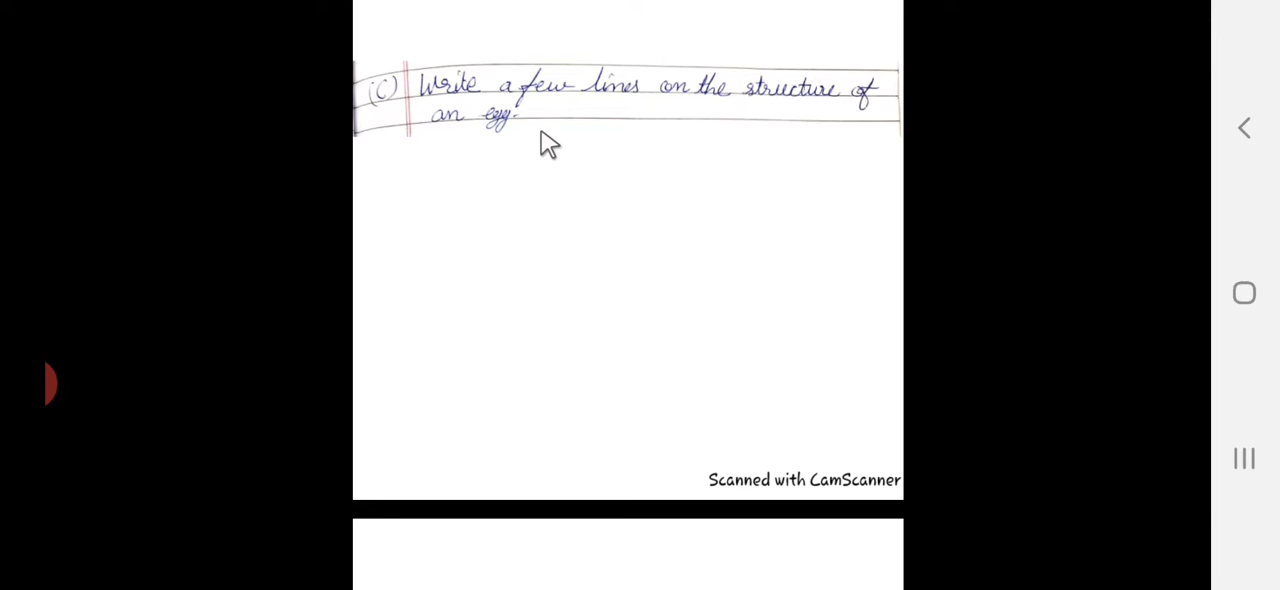 (C) Write a few lines on the structure of
an egg.
Scanned with CamScanner